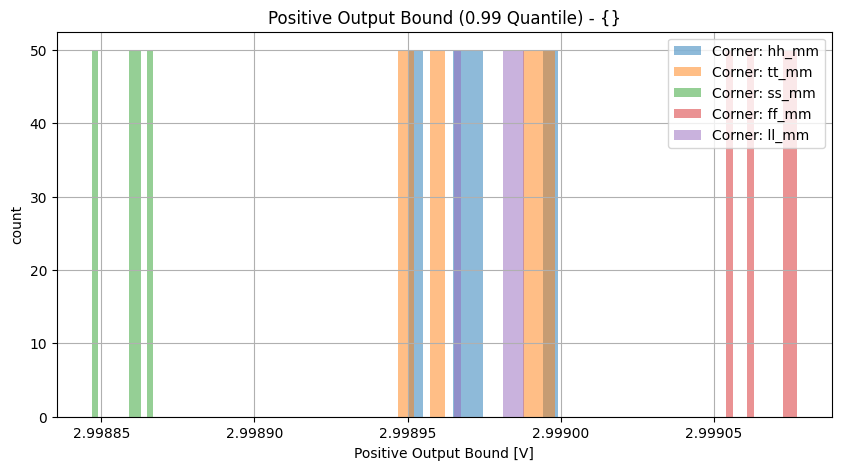 Positive Output Bound (0.99 Quantile) - {}
count
50
40
30
20
10
0
2.99885
2.99890
2.99895
2.99900
2.99905
Positive Output Bound [V]
Corner: hh_mm
Corner: tt_mm
Corner: ss_mm
Corner: ff_mm
Corner: ll_mm